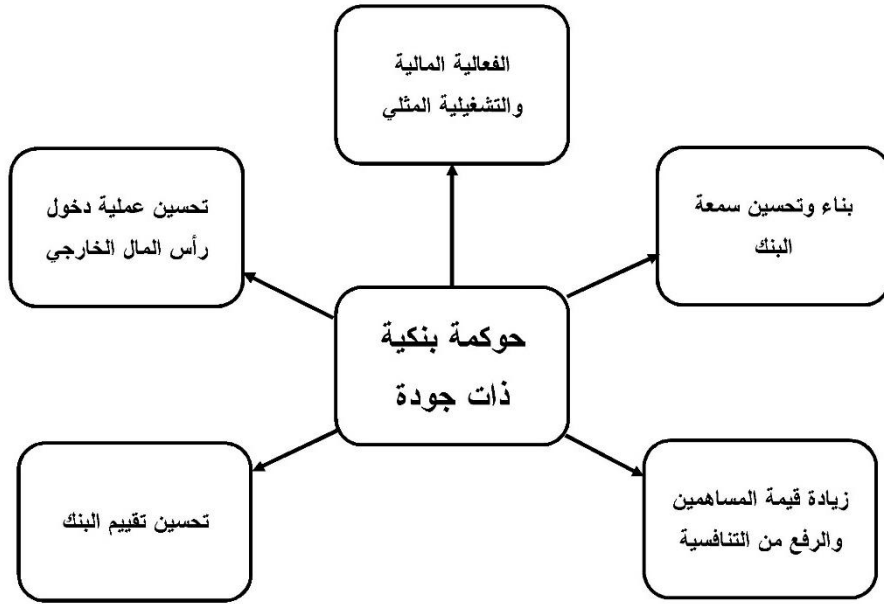 الفعالية المالية
والتشغيلية المثلي
بناء وتحسين سمعة
البنك
تحسين عملية دخول
رأس المال الخارجي
حوكمة بنكية
ذات جودة
زيادة قيمة المساهمين
والرفع من التنافسية
تحسين تقييم البنك